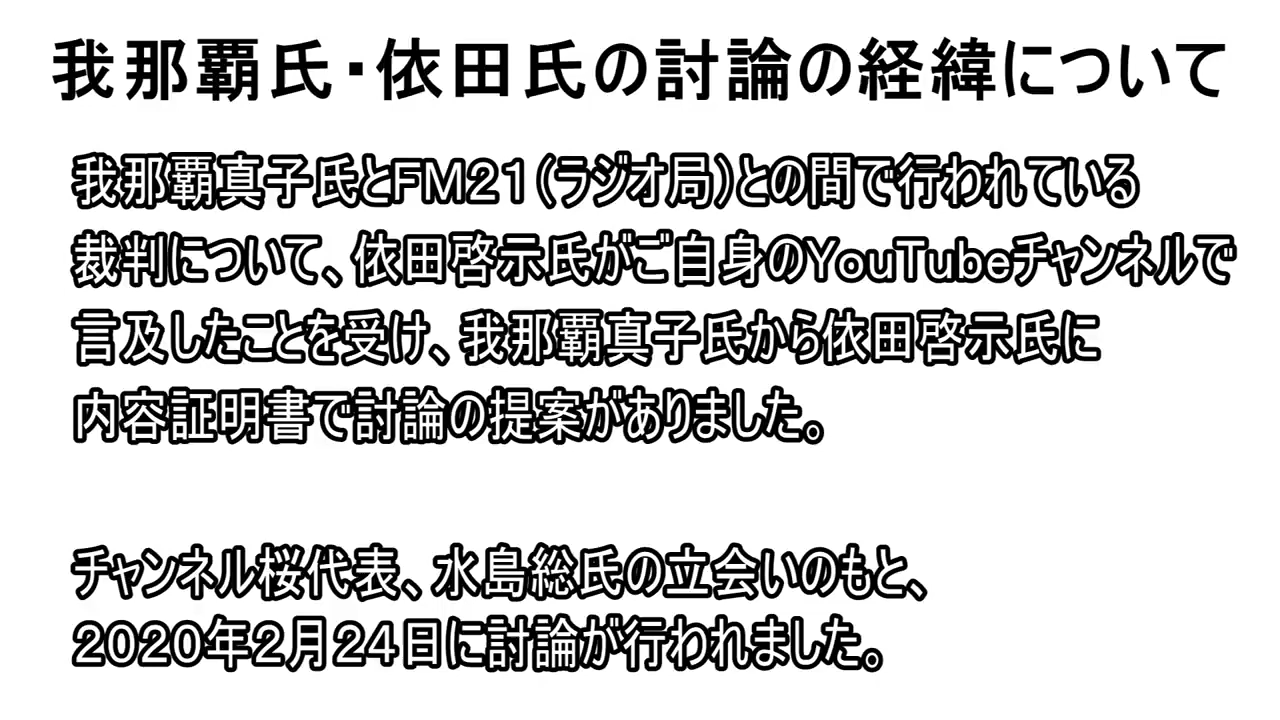 我那覇氏・依田氏の討論の経緯について
我那覇真子氏とFM21（ラジオ局）との間で行われている
裁判について、依田啓示氏がご自身のYouTubeチャンネルで
言及したことを受け、我那覇真子氏から依田啓示氏に
内容証明書で討論の提案がありました。
チャンネル桜代表、水島総氏の立会いのもと、
2020年2月24日に討論が行われました。